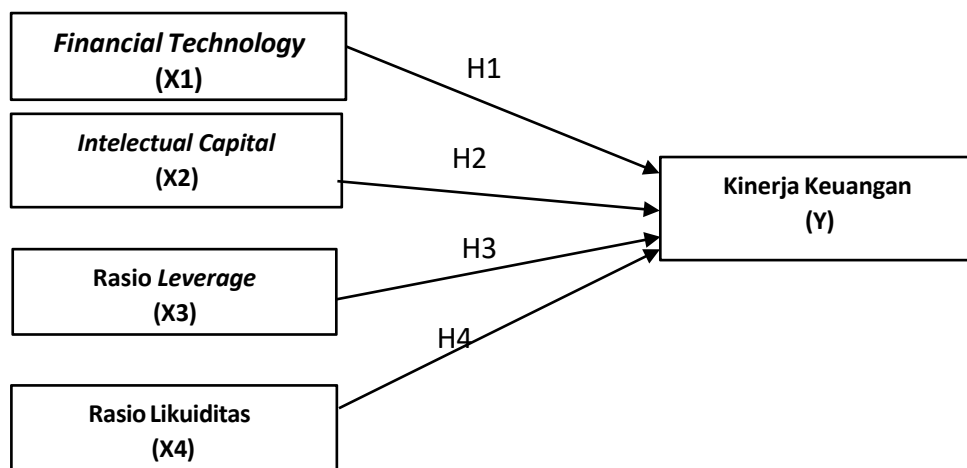 Financial Technology
(X1)
H1
Intelectual Capital
(X2)
H2
Kinerja Keuangan
(Y)
Rasio Leverage
(X3)
H3
H4
Rasio Likuiditas
(X4)